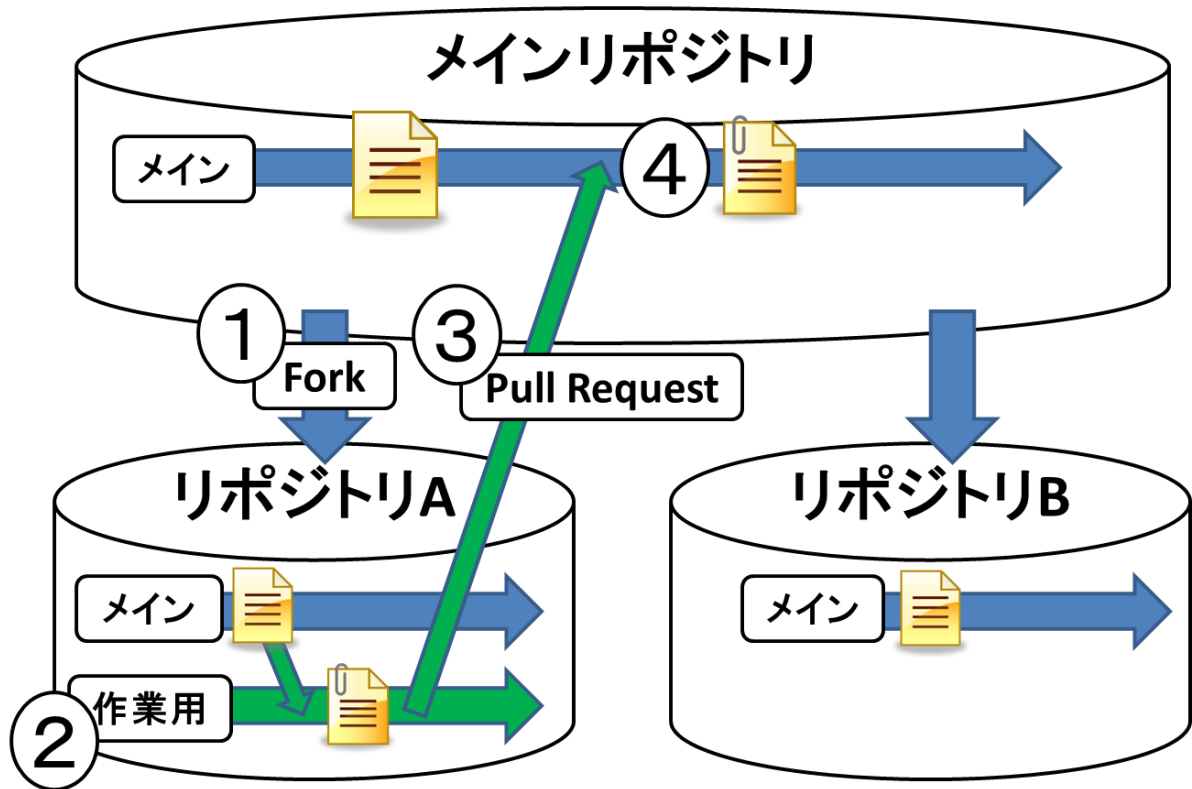 メインリポジトリ
メイン
④
①
Fork
③
Pull Request
リポジトリA
メイン
②
作業用
リポジトリB
メイン